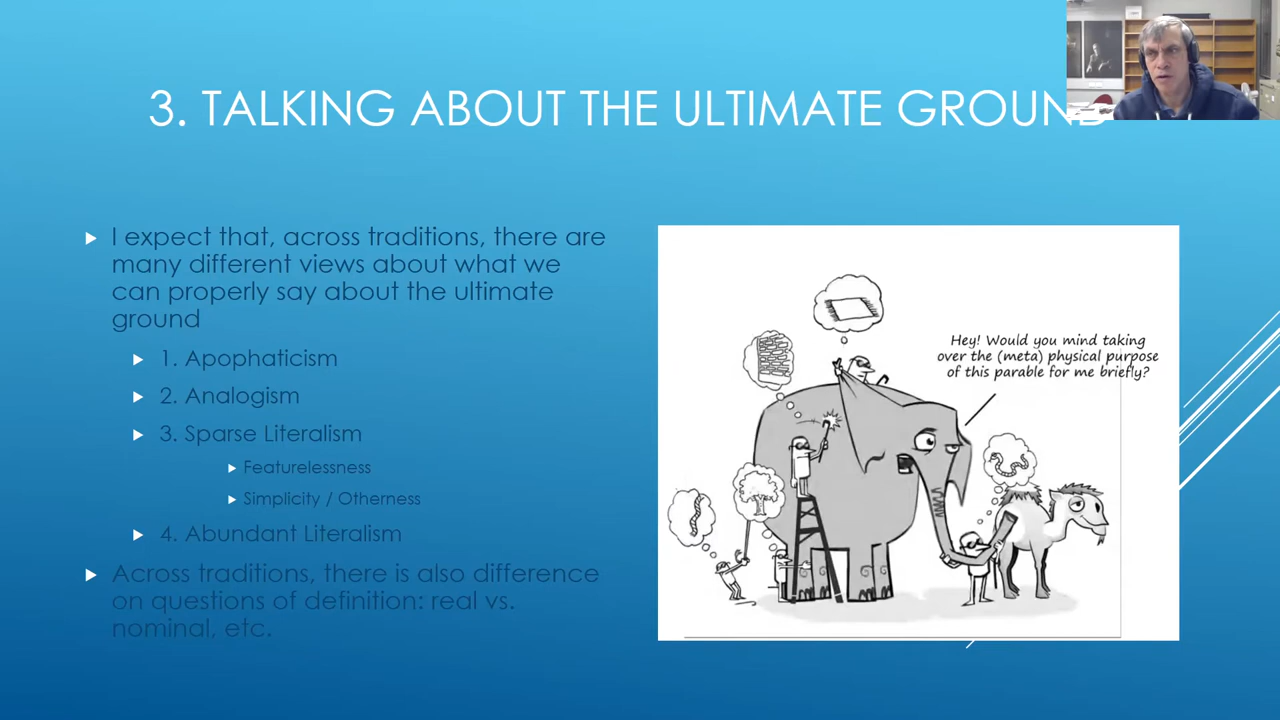 3. TALKING ABOUT THE ULTIMATE GROUND
I expect that, across traditions, there are
many different views about what we
can properly say about the ultimate
ground
1. Apophaticism
2. Analogism
3. Sparse Literalism
Featurelessness
Simplicity / Otherness
4. Abundant Literalism
Across traditions, there is also difference
on questions of definition: real vs.
nominal, etc.
Hey! Would you mind taking
over the (meta) physical purpose
of this parable for me briefly?